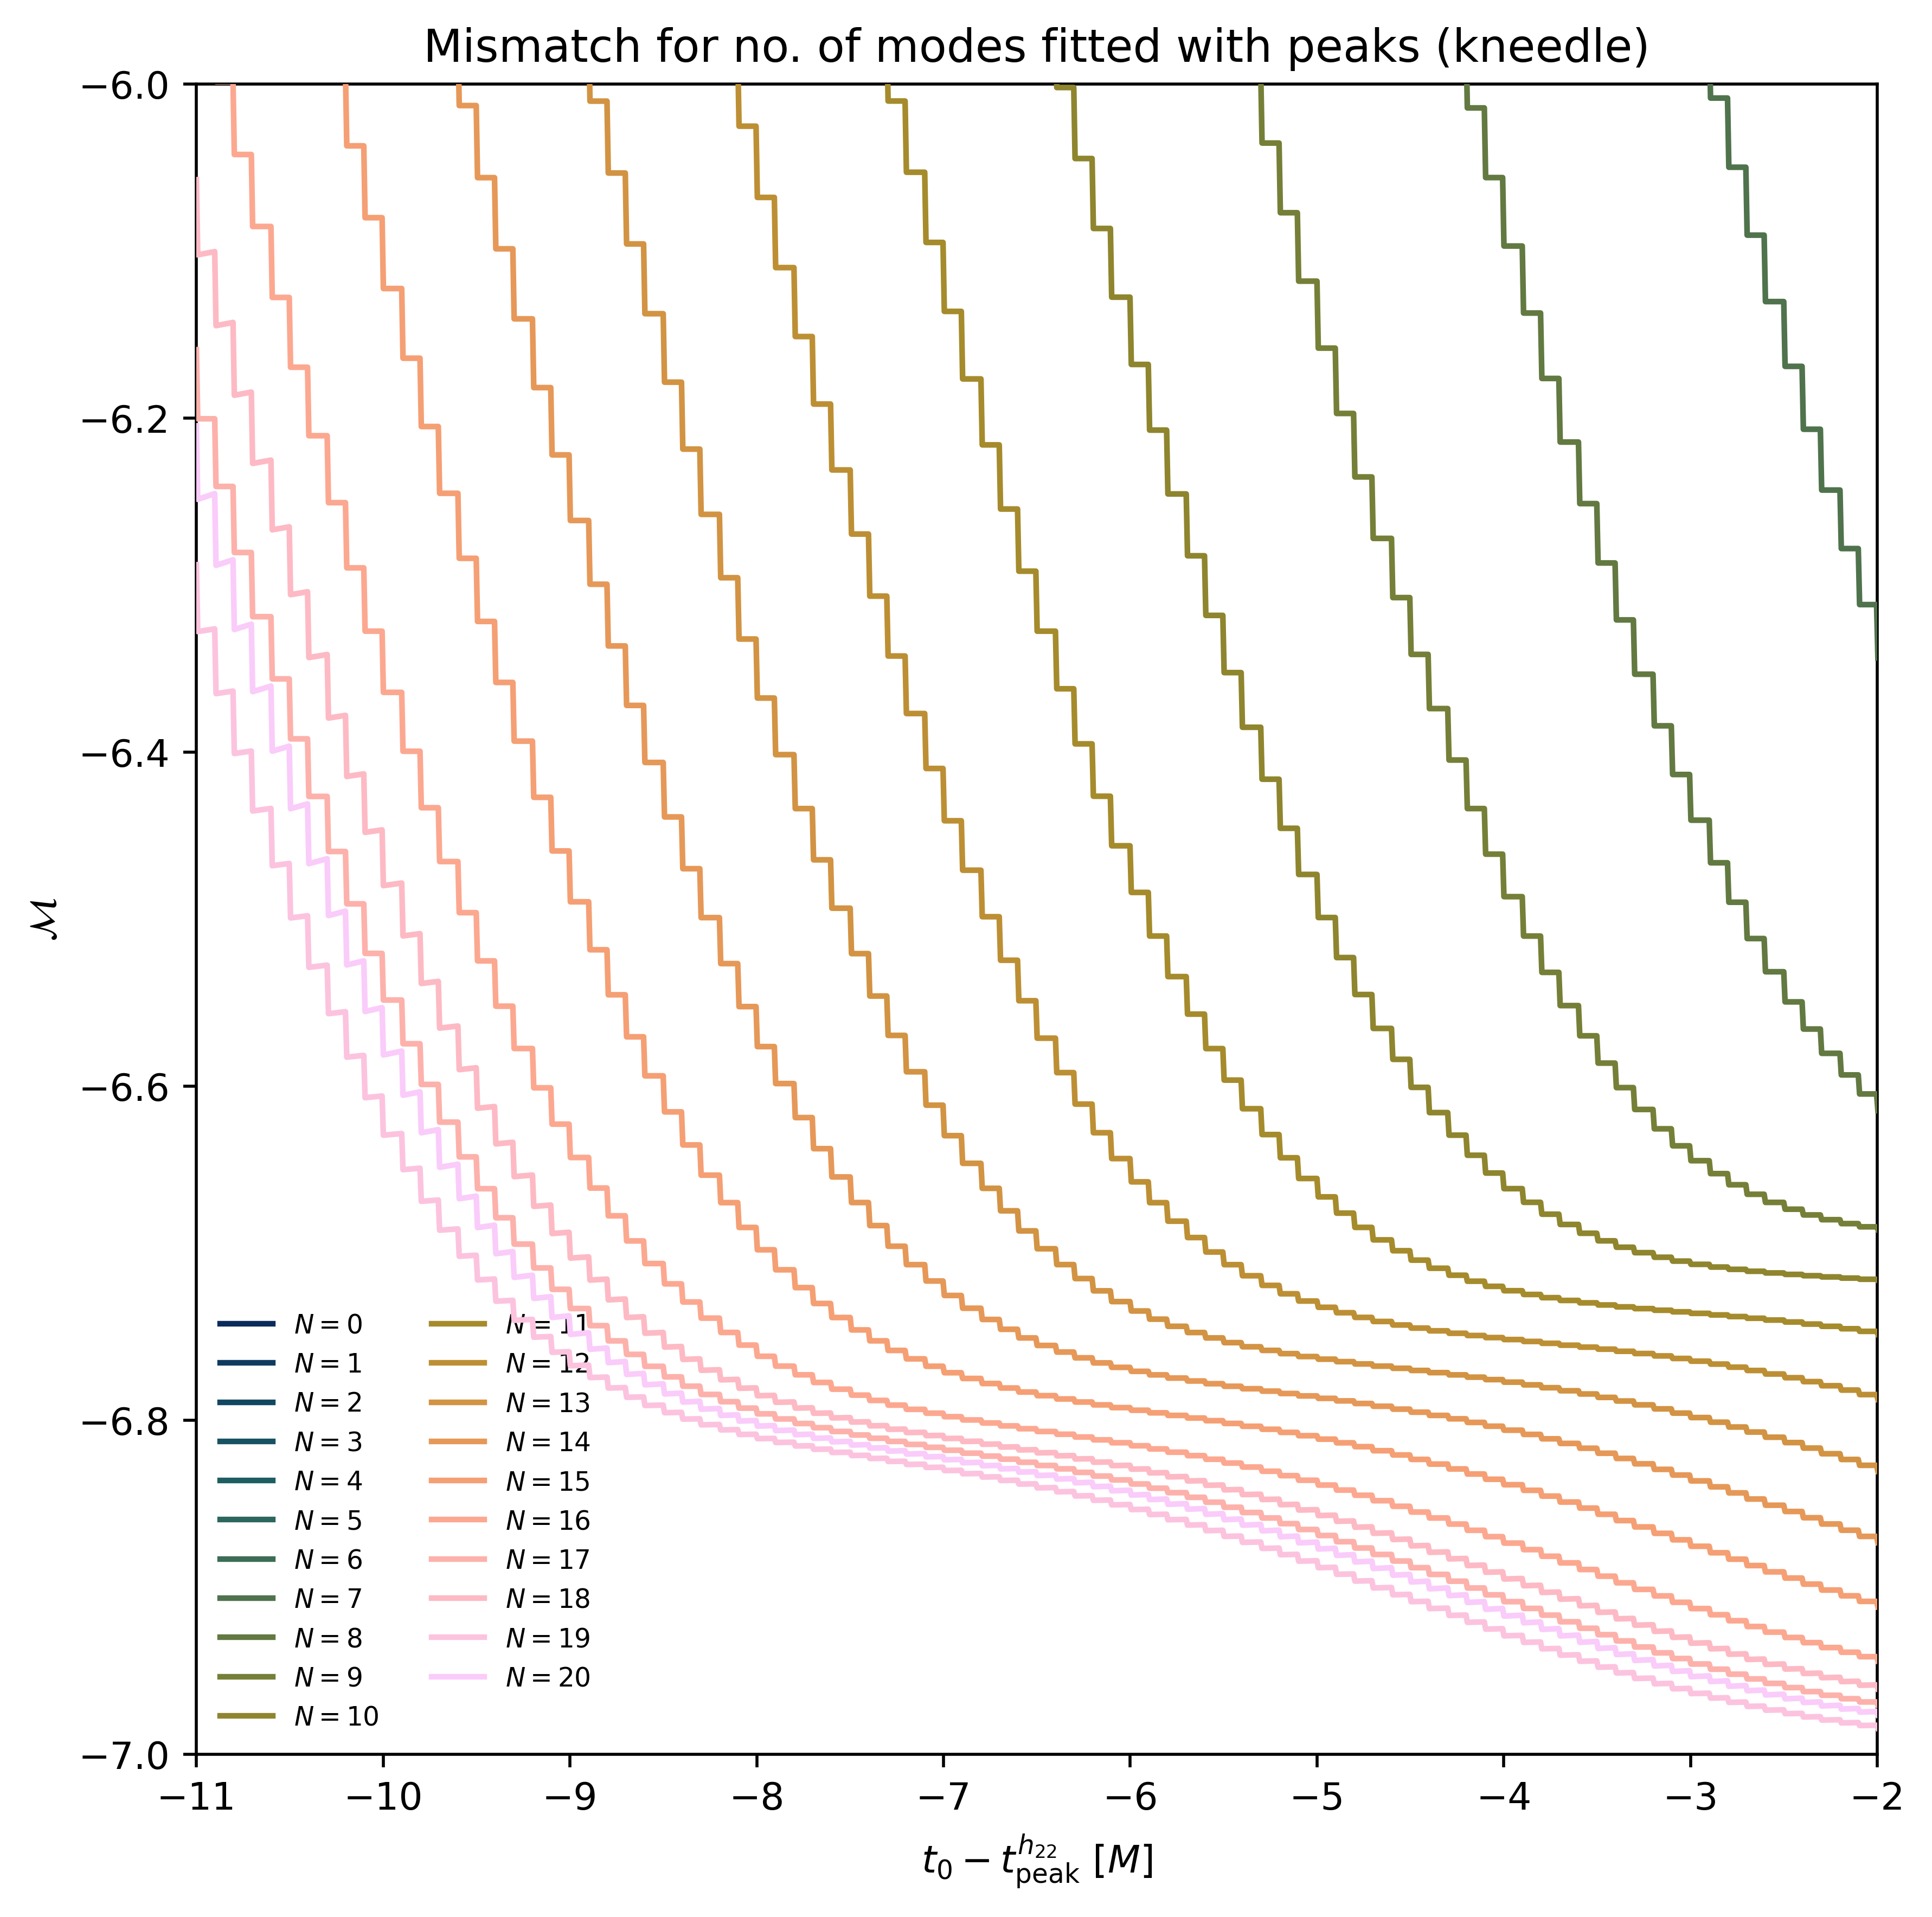 Mismatch for no. of modes fitted with peaks (kneedle)
−6.0
−6.2
−6.4
−6.6
−6.8
−7.0
ℳ
N = 0
N = 1
N = 2
N = 3
N = 4
N = 5
N = 6
N = 7
N = 8
N = 9
N = 10
N = 11
N = 12
N = 13
N = 14
N = 15
N = 16
N = 17
N = 18
N = 19
N = 20
−11 −10 −9 −8 −7 −6 −5 −4 −3 −2
t₀ − t_peak^{h₂₂} [M]